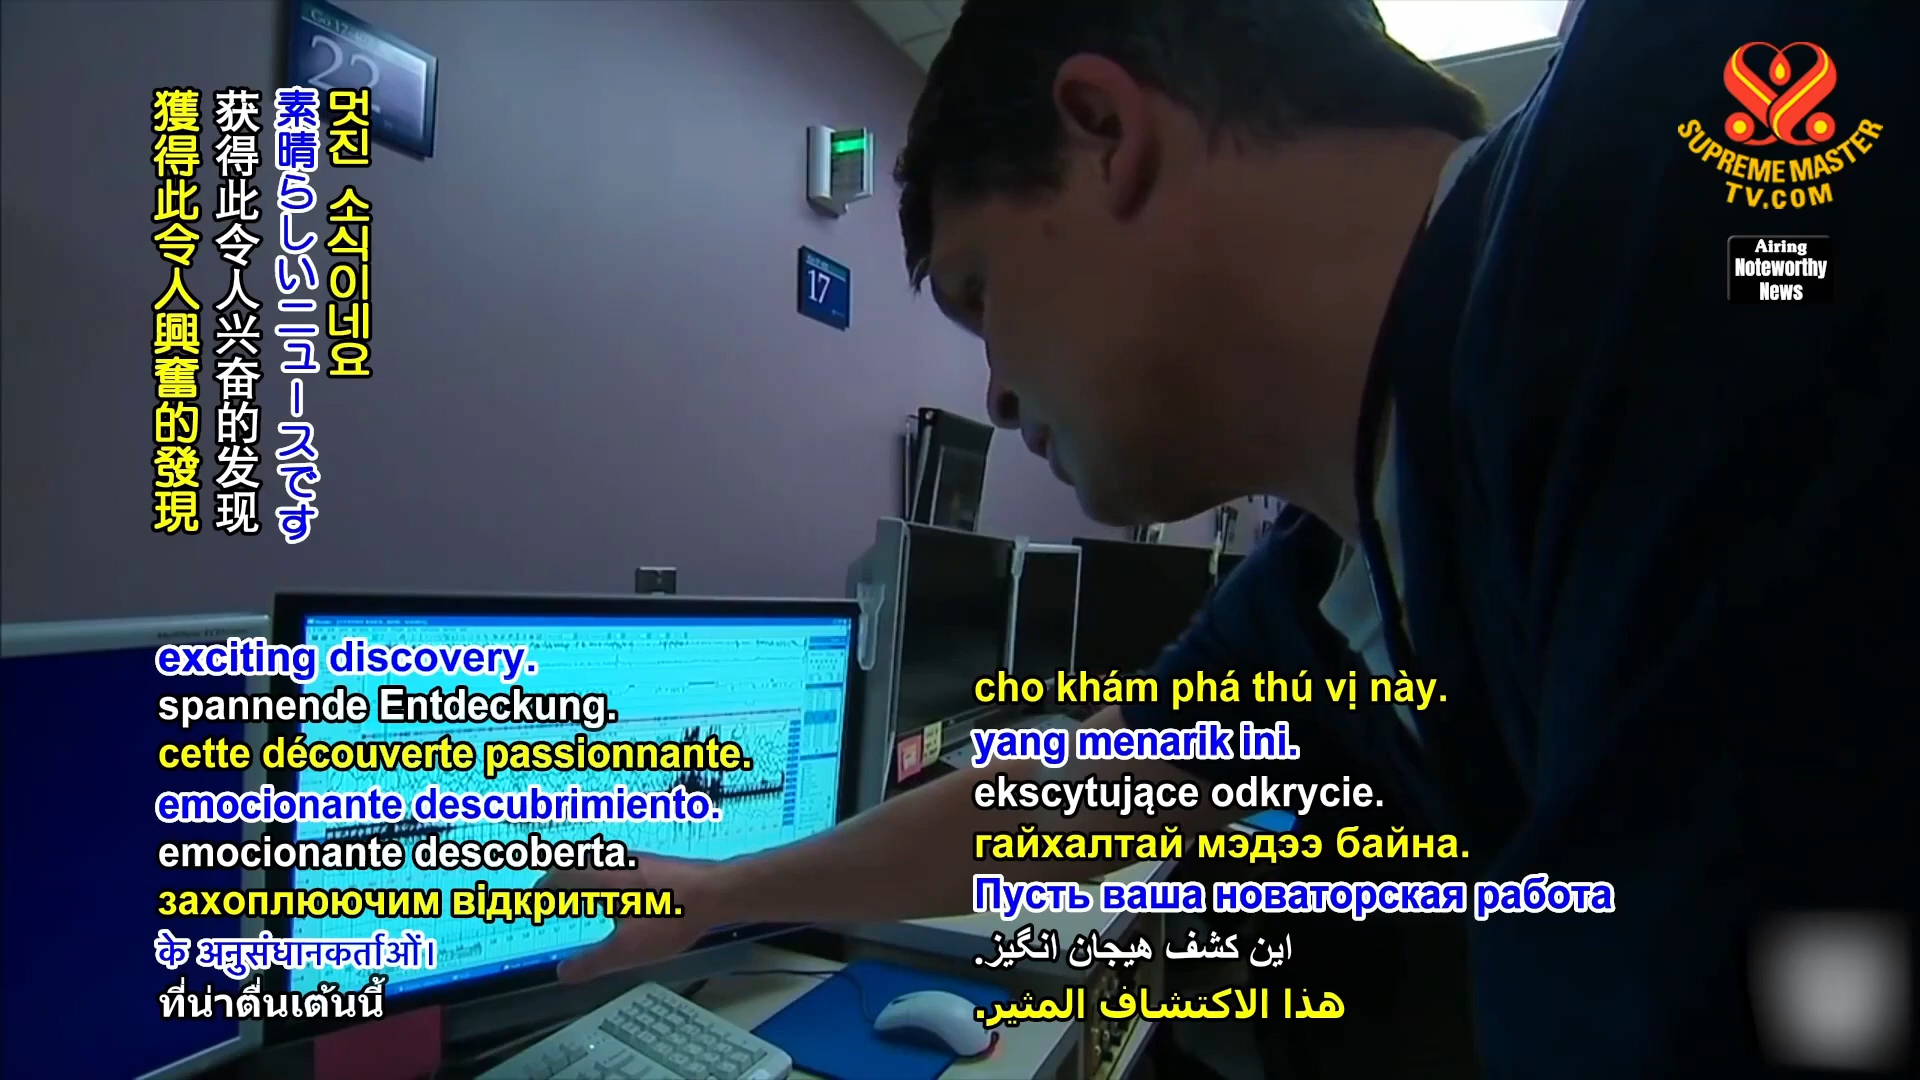 獲得此令人興奮的發現
获得此令人兴奋的发现
素晴らしいニュースです
멋진 소식이네요
22
17
SUPREME MASTER
TV.COM
Airing
Noteworthy
News
exciting discovery.
spannende Entdeckung.
cette découverte passionnante.
emocionante descubrimiento.
emocionante descoberta.
захоплюючим відкриттям.
के अनुसंधानकर्ताओं।
ที่น่าตื่นเต้นนี้
cho khám phá thú vị này.
yang menarik ini.
ekscytujące odkrycie.
гайхалтай мэдээ байна.
Пусть ваша новаторская работа
این کشف هیجان انگیز.
هذا الاكتشاف المثير.